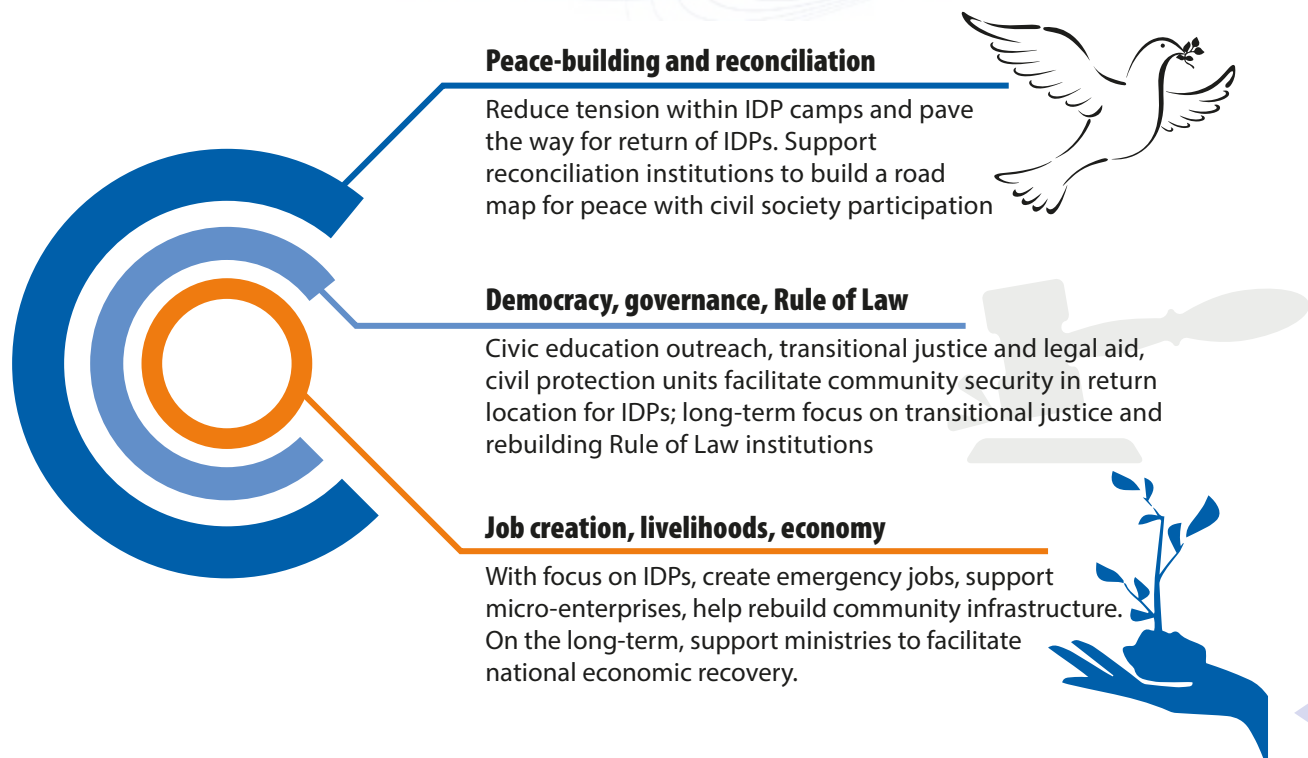 Peace-building and reconciliation
Reduce tension within IDP camps and pave
the way for return of IDPs. Support
reconciliation institutions to build a road
map for peace with civil society participation
Democracy, governance, Rule of Law
Civic education outreach, transitional justice and legal aid,
civil protection units facilitate community security in return
location for IDPs; long-term focus on transitional justice and
rebuilding Rule of Law institutions
Job creation, livelihoods, economy
With focus on IDPs, create emergency jobs, support
micro-enterprises, help rebuild community infrastructure.
On the long-term, support ministries to facilitate
national economic recovery.